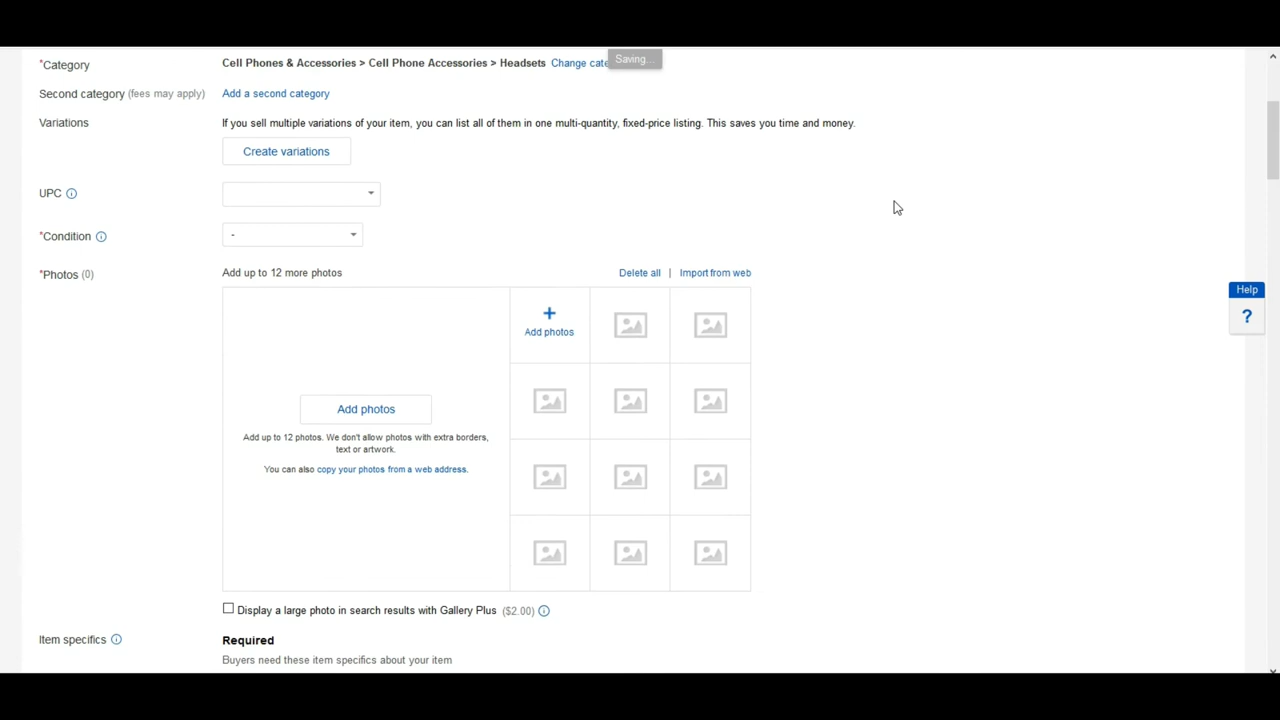 *Category
Cell Phones & Accessories > Cell Phone Accessories > Headsets Change cate
Saving...
Second category (fees may apply) Add a second category
Variations If you sell multiple variations of your item, you can list all of them in one multi-quantity, fixed-price listing. This saves you time and money.
Create variations
UPC
*Condition -
*Photos (0) Add up to 12 more photos Delete all | Import from web
+
Add photos
Add photos
Add up to 12 photos. We don't allow photos with extra borders,
text or artwork.
You can also copy your photos from a web address.
Display a large photo in search results with Gallery Plus ($2.00)
Item specifics Required
Buyers need these item specifics about your item
Help
?